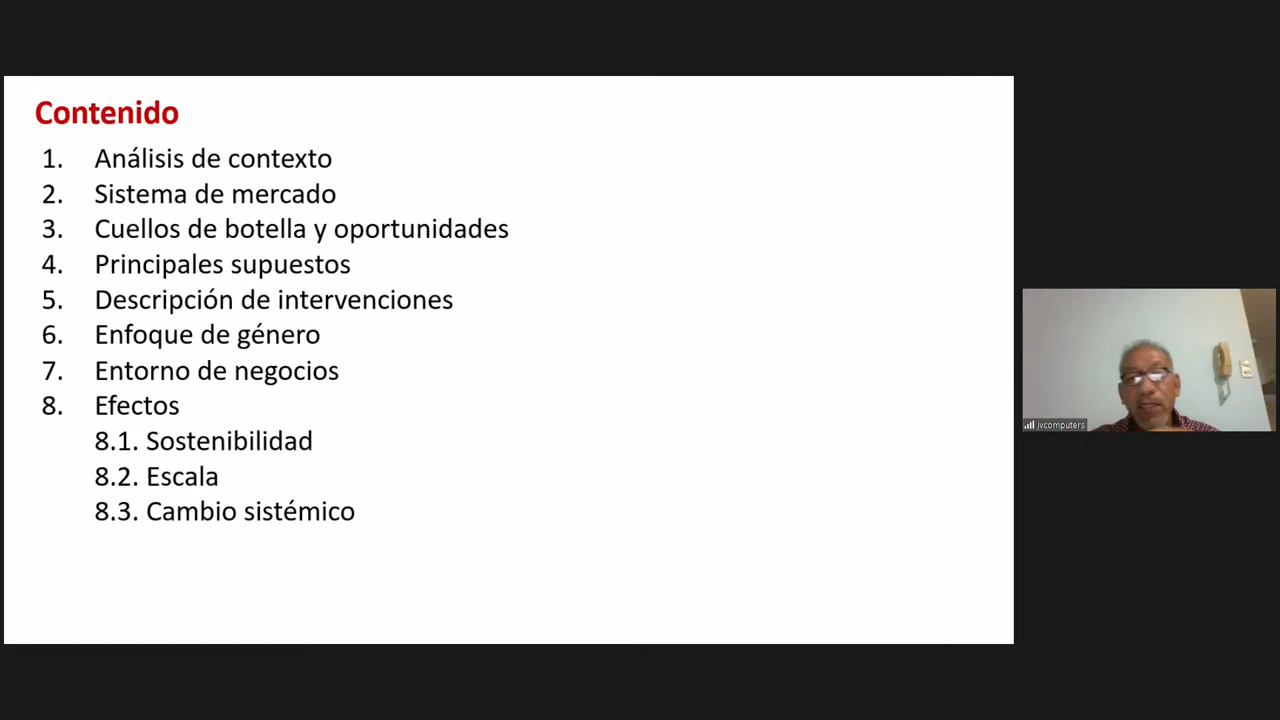 Contenido
1. Análisis de contexto
2. Sistema de mercado
3. Cuellos de botella y oportunidades
4. Principales supuestos
5. Descripción de intervenciones
6. Enfoque de género
7. Entorno de negocios
8. Efectos
8.1. Sostenibilidad
8.2. Escala
8.3. Cambio sistémico
jvcomputers